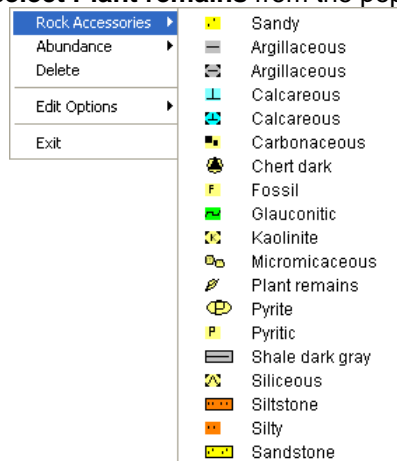 elect Plant remains from the pop
Rock Accessories
Abundance
Delete
Edit Options
Exit
Sandy
Argillaceous
Argillaceous
Calcareous
Calcareous
Carbonaceous
Chert dark
F Fossil
Glauconitic
K Kaolinite
Micromicaceous
Plant remains
P Pyrite
P Pyritic
Shale dark gray
Siliceous
Siltstone
Silty
Sandstone